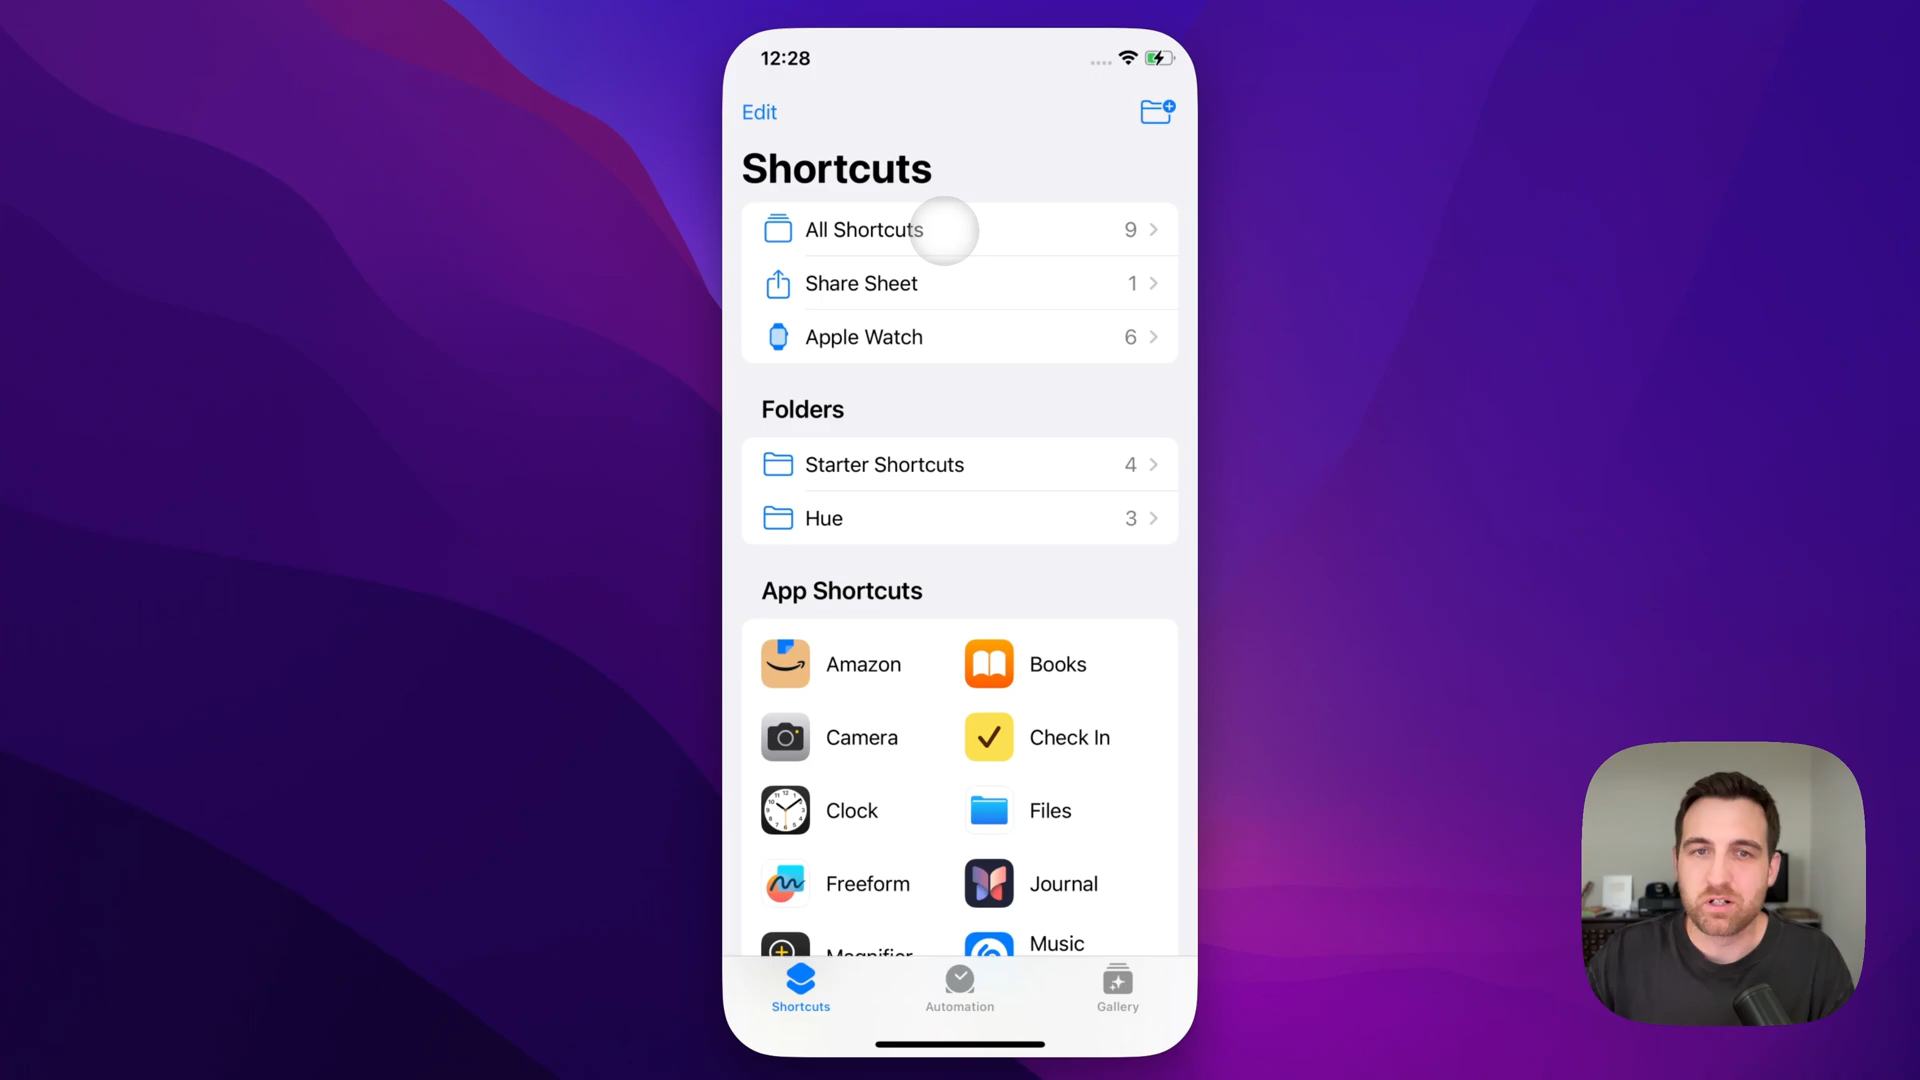 12:28
Edit
Shortcuts
All Shortcuts 9
Share Sheet 1
Apple Watch 6
Folders
Starter Shortcuts 4
Hue 3
App Shortcuts
Amazon Books
Camera Check In
Clock Files
Freeform Journal
Magnifier Music
Shortcuts Automation Gallery